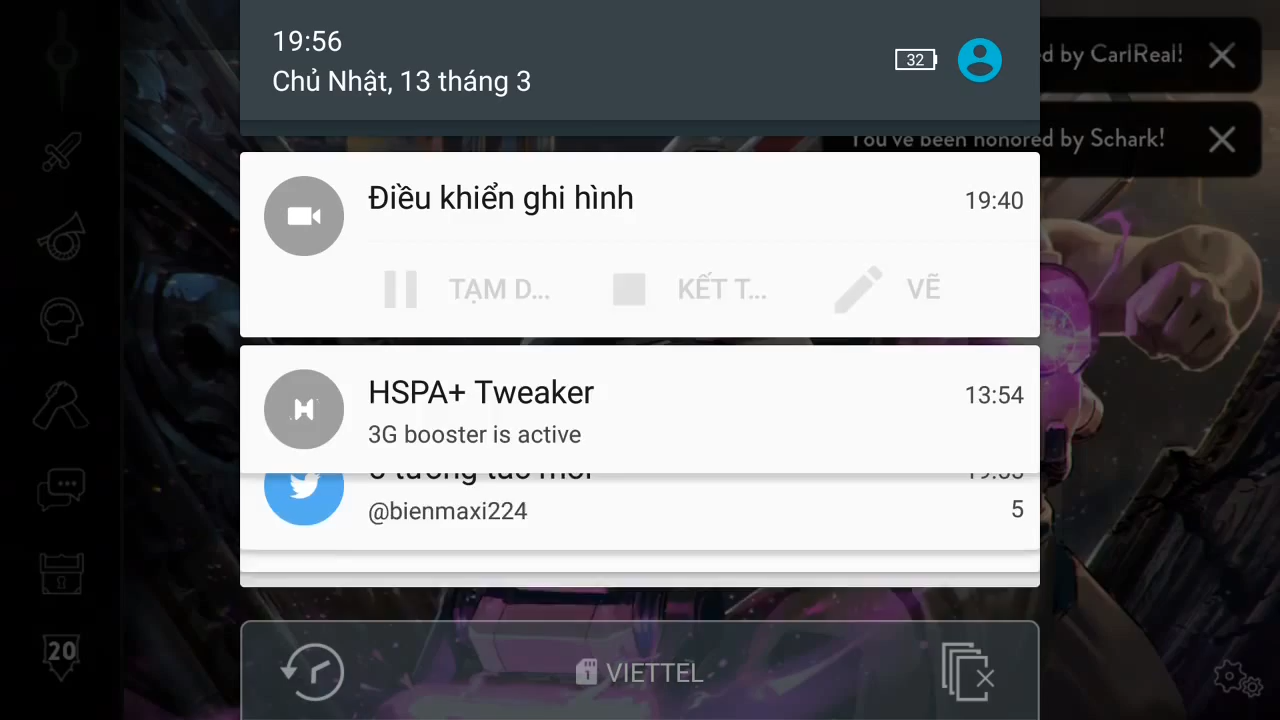 19:56
32
Chủ Nhật, 13 tháng 3
d by CarlReal!
You've been honored by Schark!
Điều khiển ghi hình
19:40
TẠM D...
KẾT T...
VẼ
HSPA+ Tweaker
13:54
3G booster is active
@bienmaxi224
5
20
1
VIETTEL